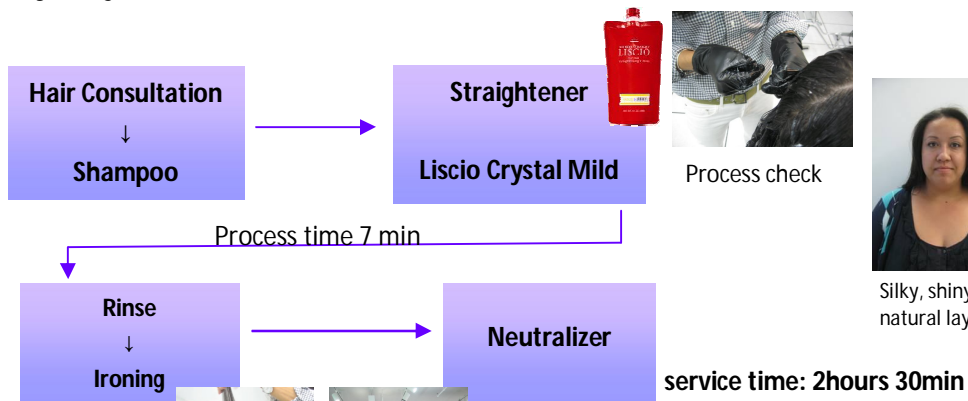 Hair Consultation
↓
Shampoo
Straightener
Liscio Crystal Mild
LISCIO
Process check
Process time 7 min
Rinse
↓
Ironing
Neutralizer
Silky, shiny
natural lay
service time: 2hours 30min